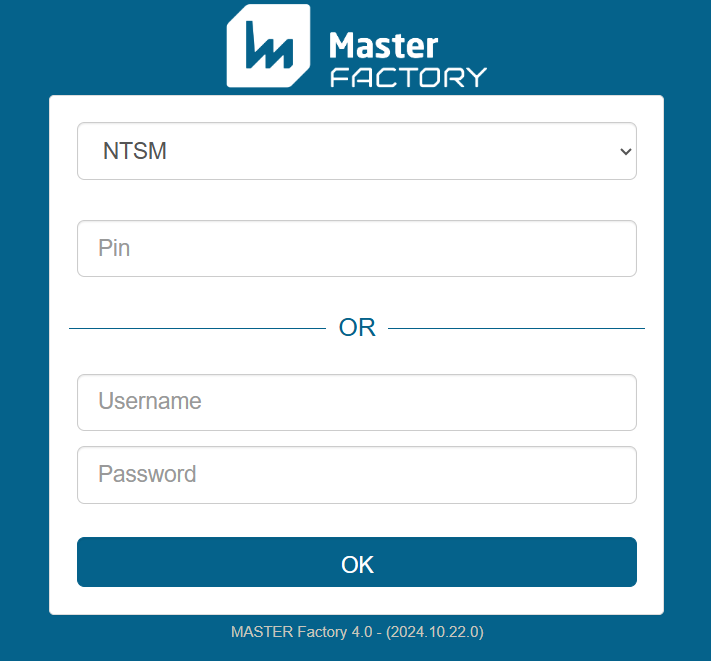 Master
FACTORY
NTSM
Pin
OR
Username
Password
OK
MASTER Factory 4.0 - (2024.10.22.0)